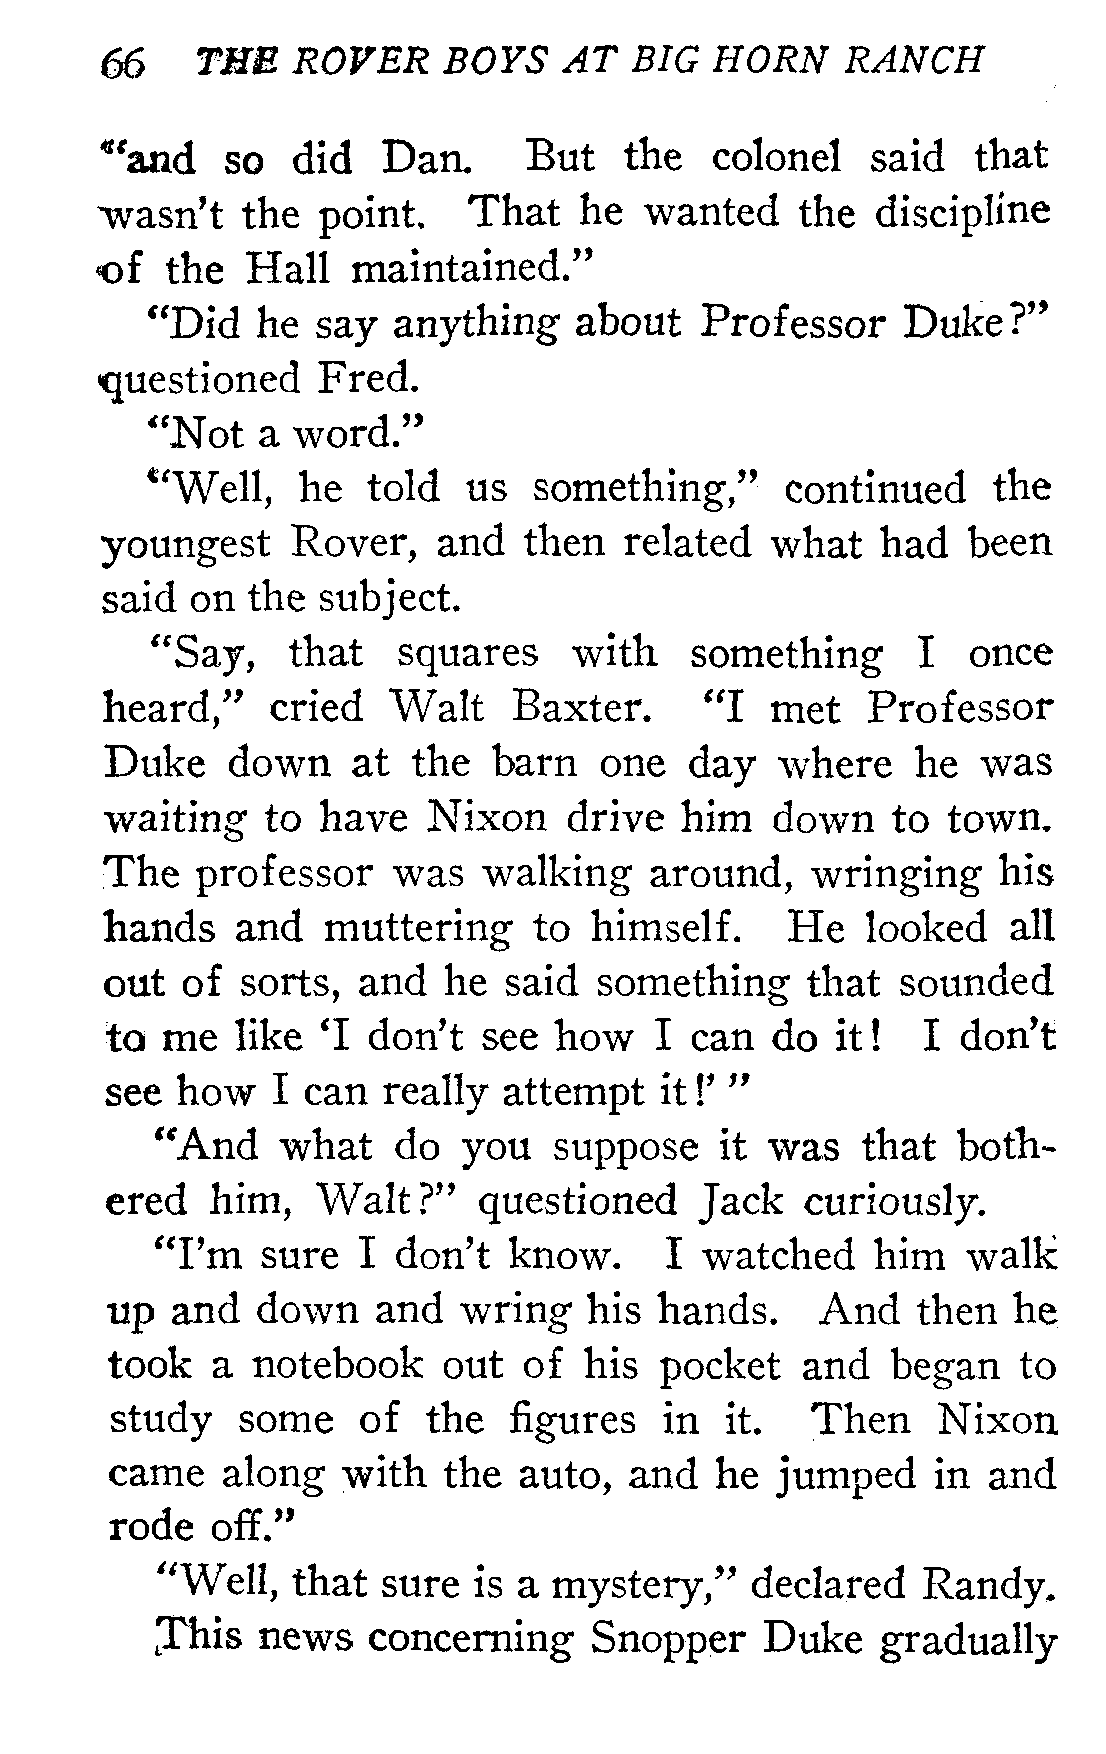 66 THE ROVER BOYS AT BIG HORN RANCH
"and so did Dan. But the colonel said that
wasn't the point. That he wanted the discipline
of the Hall maintained."
"Did he say anything about Professor Duke?"
questioned Fred.
"Not a word."
"Well, he told us something," continued the
youngest Rover, and then related what had been
said on the subject.
"Say, that squares with something I once
heard," cried Walt Baxter. "I met Professor
Duke down at the barn one day where he was
waiting to have Nixon drive him down to town.
The professor was walking around, wringing his
hands and muttering to himself. He looked all
out of sorts, and he said something that sounded
to me like 'I don't see how I can do it! I don't
see how I can really attempt it!' "
"And what do you suppose it was that both-
ered him, Walt?" questioned Jack curiously.
"I'm sure I don't know. I watched him walk
up and down and wring his hands. And then he
took a notebook out of his pocket and began to
study some of the figures in it. Then Nixon
came along with the auto, and he jumped in and
rode off."
"Well, that sure is a mystery," declared Randy.
This news concerning Snopper Duke gradually